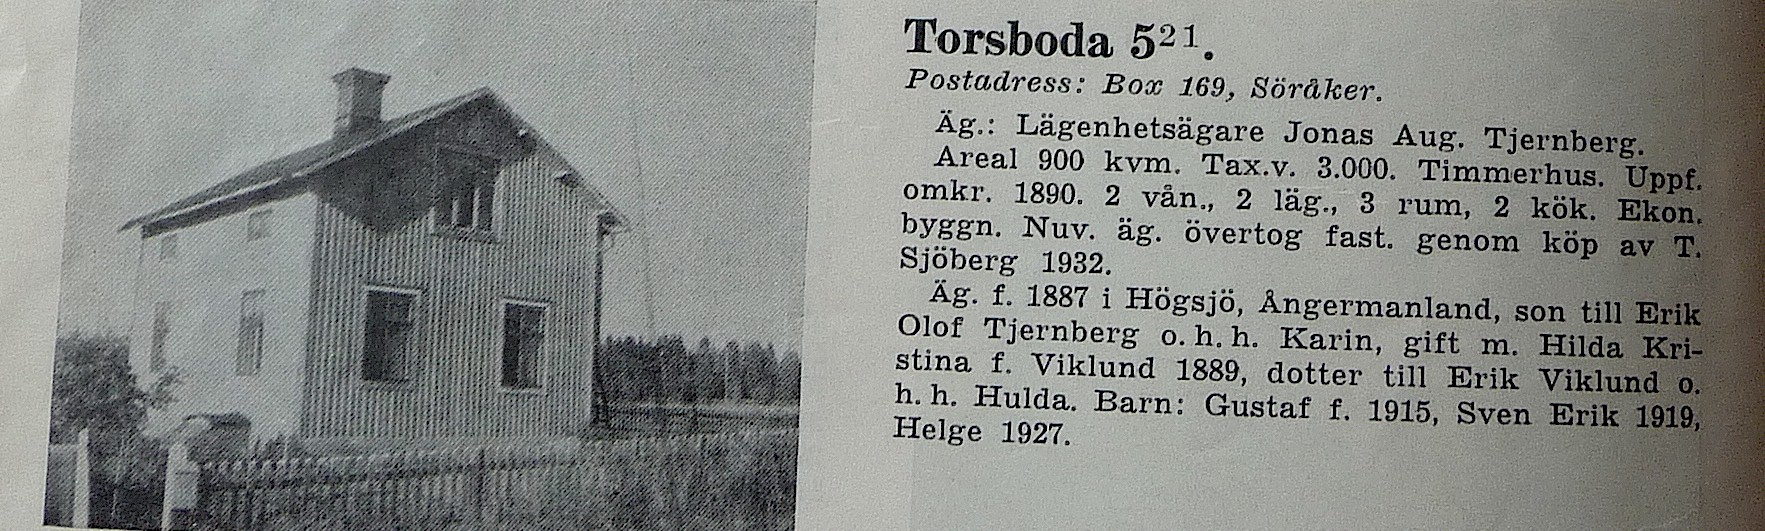 Torsboda 5²¹.
Postadress: Box 169, Söråker.
Äg.: Lägenhetsägare Jonas Aug. Tjernberg.
Areal 900 kvm. Tax.v. 3.000. Timmerhus. Uppf.
omkr. 1890. 2 vån., 2 läg., 3 rum, 2 kök. Ekon.
byggn. Nuv. äg. övertog fast. genom köp av T.
Sjöberg 1932.
Äg. f. 1887 i Högsjö, Ångermanland, son till Erik
Olof Tjernberg o. h. h. Karin, gift m. Hilda Kri-
stina f. Viklund 1889, dotter till Erik Viklund o.
h. h. Hulda. Barn: Gustaf f. 1915, Sven Erik 1919,
Helge 1927.